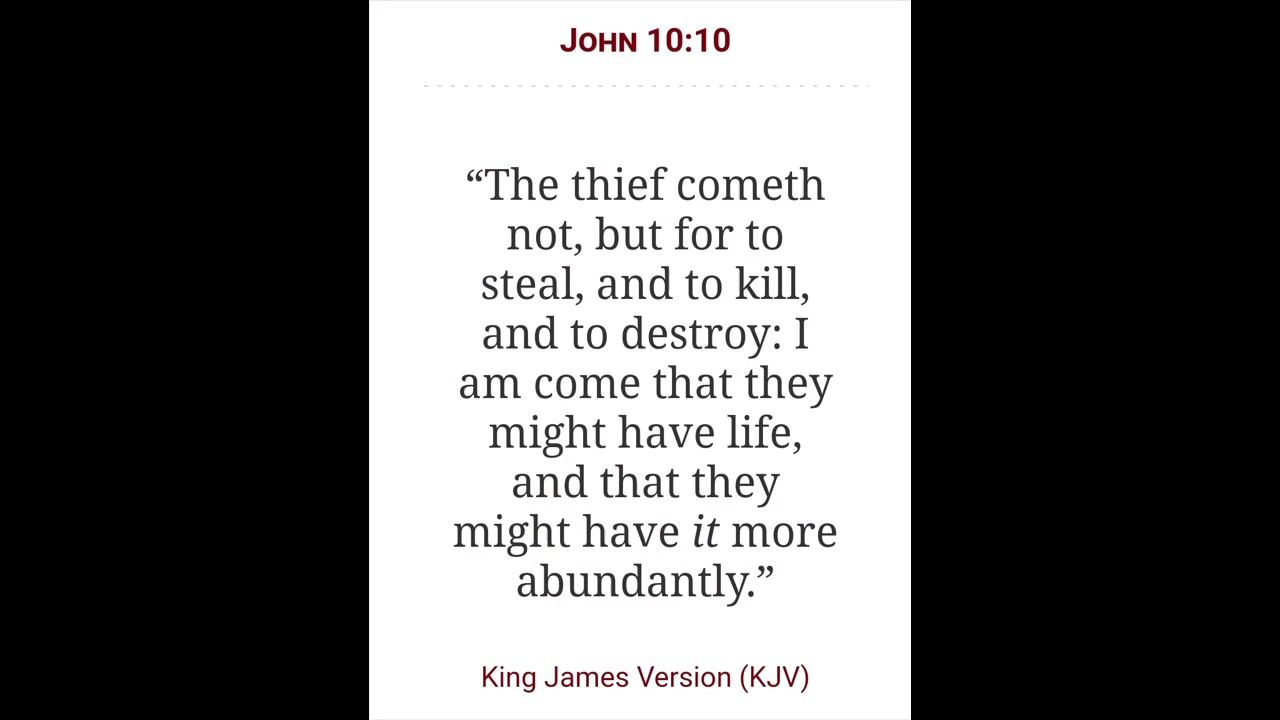 John 10:10
“The thief cometh
not, but for to
steal, and to kill,
and to destroy: I
am come that they
might have life,
and that they
might have it more
abundantly.”
King James Version (KJV)